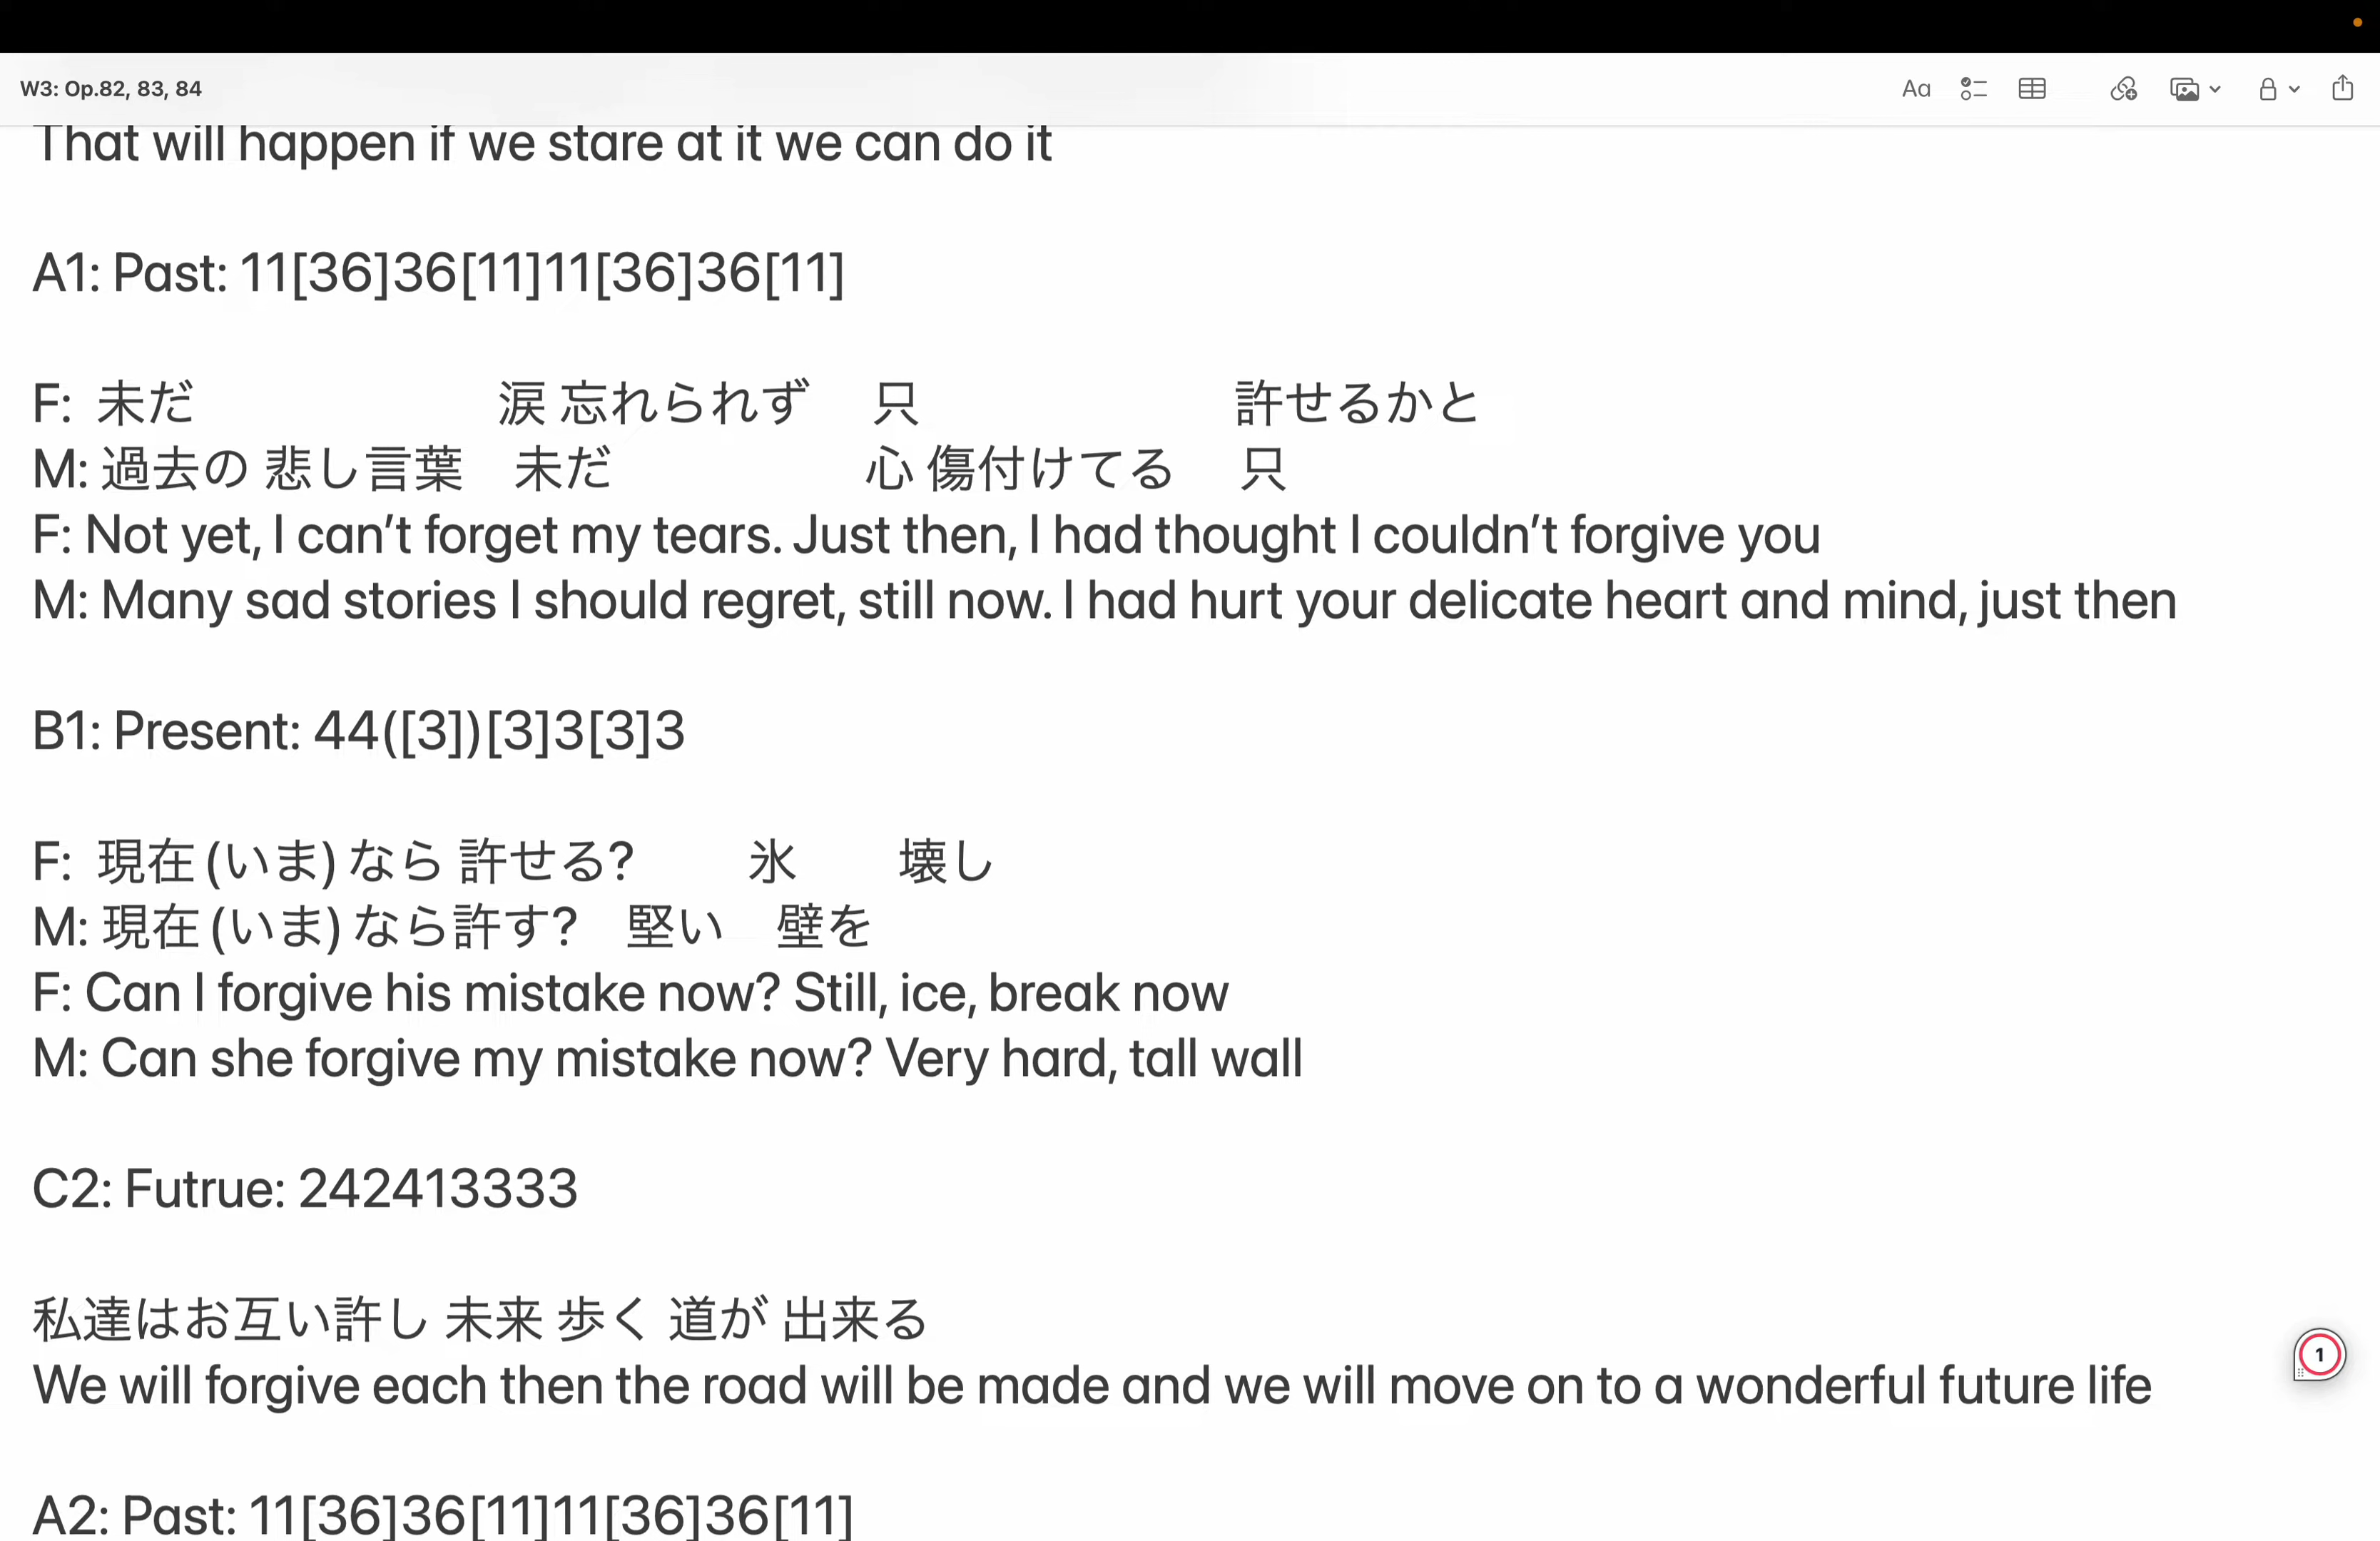 W3: Op.82, 83, 84
Aa
That will happen if we stare at it we can do it
A1: Past: 11[36]36[11]11[36]36[11]
F: 未だ 涙 忘れられず 只 許せるかと
M: 過去の 悲し言葉 未だ 心 傷付けてる 只
F: Not yet, I can’t forget my tears. Just then, I had thought I couldn’t forgive you
M: Many sad stories I should regret, still now. I had hurt your delicate heart and mind, just then
B1: Present: 44([3])[3]3[3]3
F: 現在 (いま) なら 許せる? 氷 壊し
M: 現在 (いま) なら許す? 堅い 壁を
F: Can I forgive his mistake now? Still, ice, break now
M: Can she forgive my mistake now? Very hard, tall wall
C2: Futrue: 242413333
私達はお互い許し 未来 歩く 道が 出来る
1
We will forgive each then the road will be made and we will move on to a wonderful future life
A2: Past: 11[36]36[11]11[36]36[11]